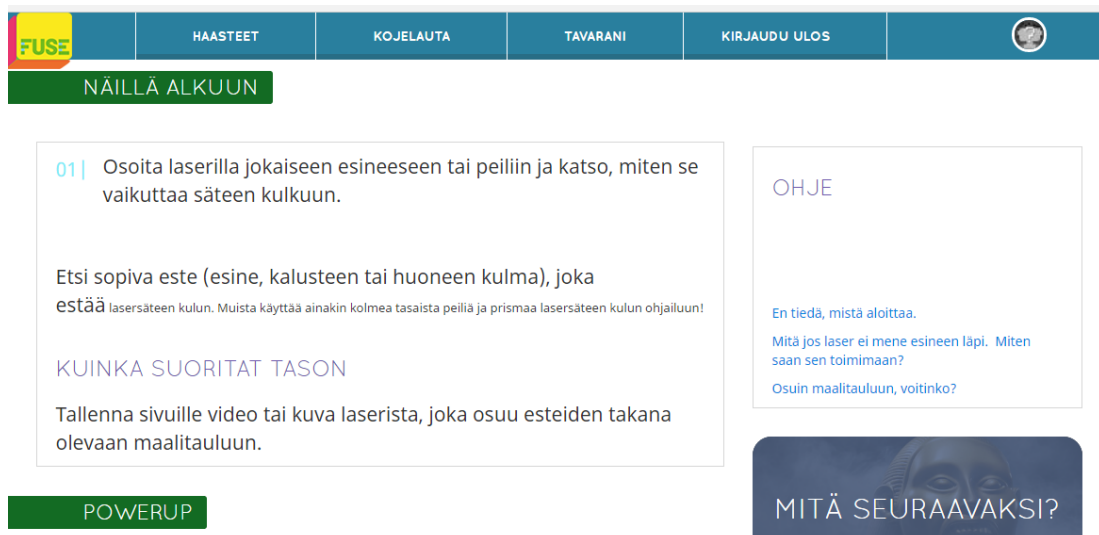 FUSE
HAASTEET
KOJELAUTA
TAVARANI
KIRJAUDU ULOS
NÄILLÄ ALKUUN
01| Osoita laserilla jokaiseen esineeseen tai peiliin ja katso, miten se
vaikuttaa säteen kulkuun.
Etsi sopiva este (esine, kalusteen tai huoneen kulma), joka
estää lasersäteen kulun. Muista käyttää ainakin kolmea tasaista peiliä ja prismaa lasersäteen kulun ohjailuun!
KUINKA SUORITAT TASON
Tallenna sivuille video tai kuva laserista, joka osuu esteiden takana
olevaan maalitauluun.
POWERUP
OHJE
En tiedä, mistä aloittaa.
Mitä jos laser ei mene esineen läpi. Miten
saan sen toimimaan?
Osuin maalitauluun, voitinko?
MITÄ SEURAAVAKSI?